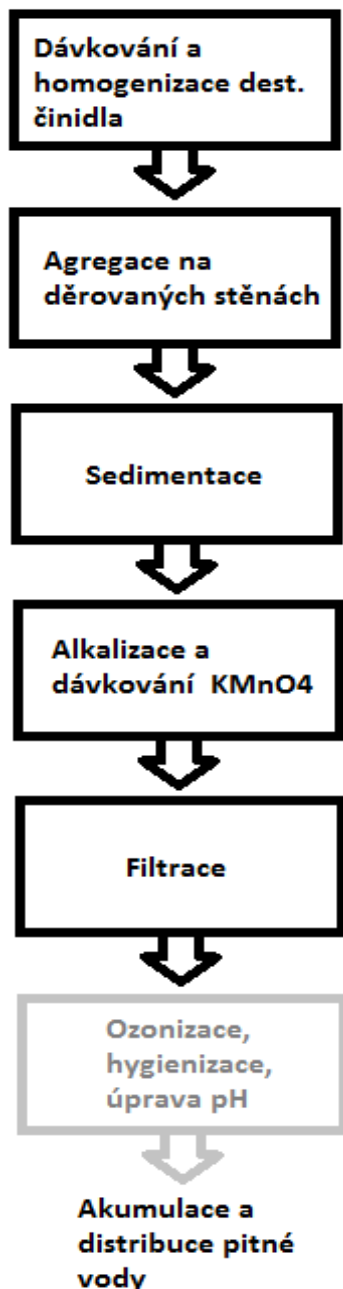 Dávkování a
homogenizace dest.
činidla
Agregace na
děrovaných stěnách
Sedimentace
Alkalizace a
dávkování KMnO4
Filtrace
Ozonizace,
hygienizace,
úprava pH
Akumulace a
distribuce pitné
vody